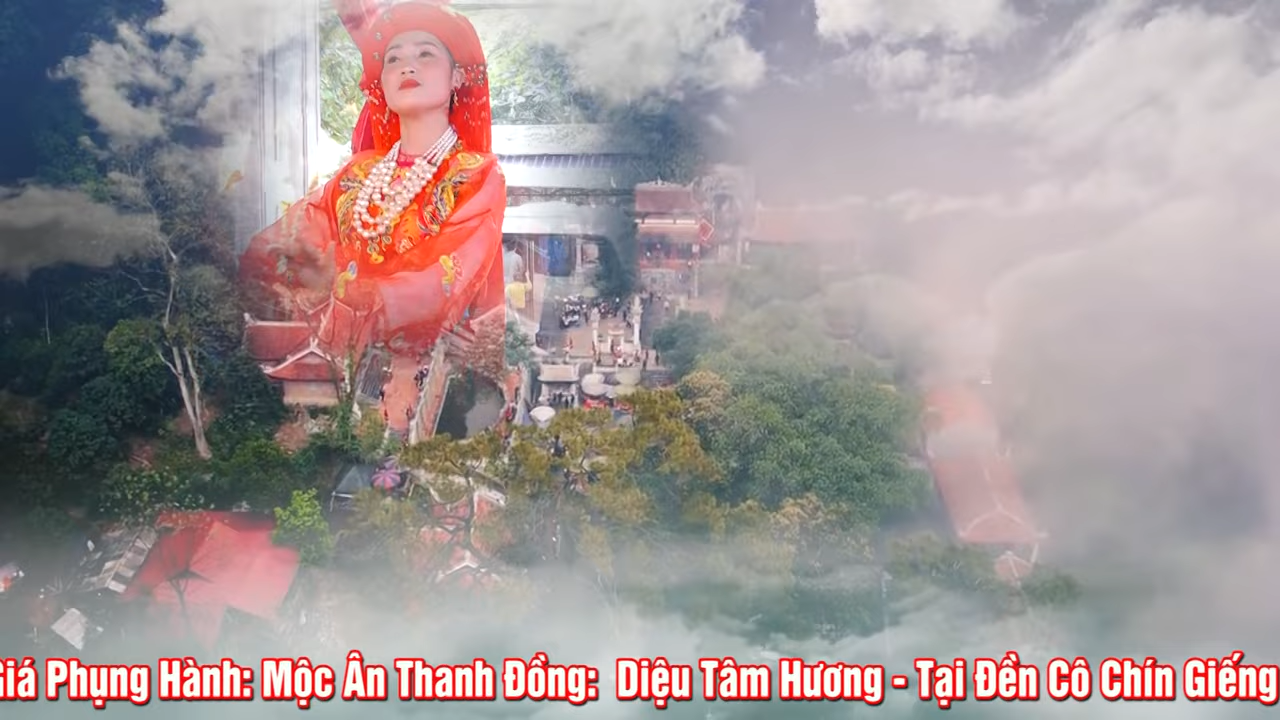 Giá Phụng Hành: Mộc Ân Thanh Đồng:  Diệu Tâm Hương - Tại Đền Cô Chín Giếng